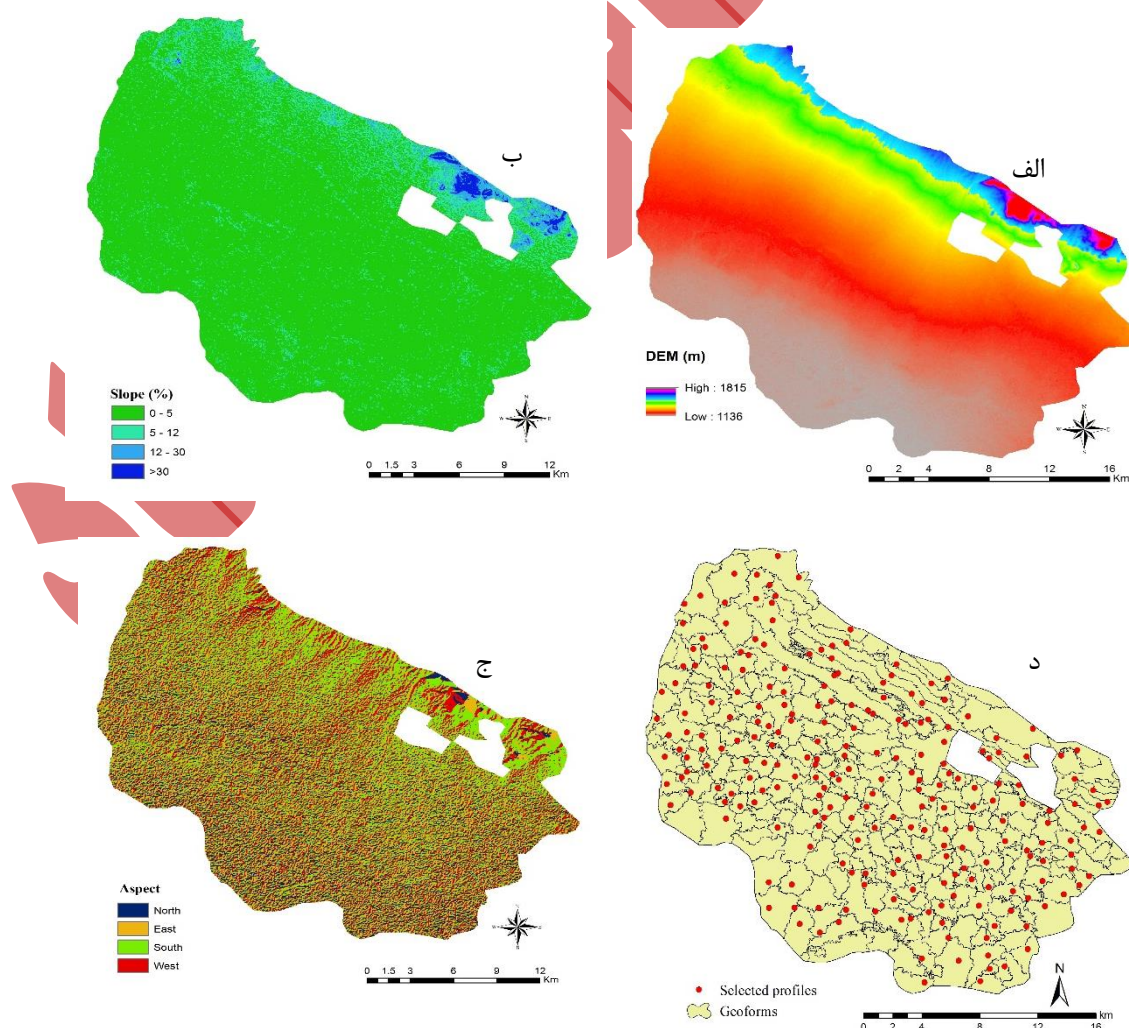 ب
Slope (%)
0 - 5
5 - 12
12 - 30
>30
N
W E
S
0 1.5 3 6 9 12
Km
الف
DEM (m)
High : 1815
Low : 1136
N
W E
S
0 2 4 8 12 16
Km
ج
Aspect
North
East
South
West
N
W E
S
0 1.5 3 6 9 12
Km
د
Selected profiles
Geoforms
N
0 2 4 8 12 16
km